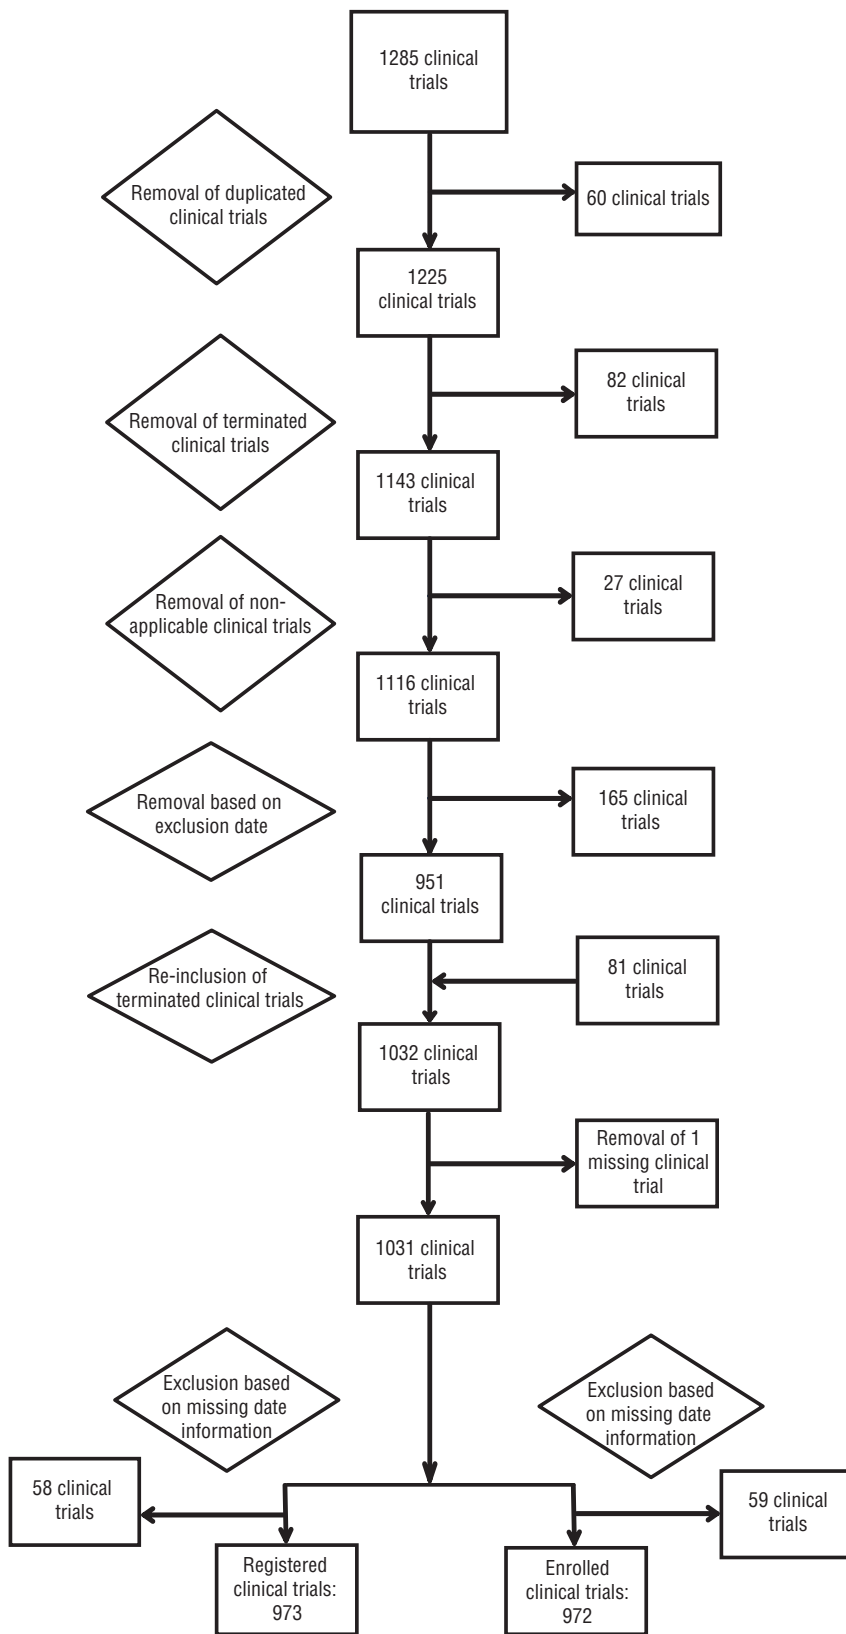 1285 clinical
trials
Removal of duplicated
clinical trials
60 clinical trials
1225
clinical trials
82 clinical
trials
Removal of terminated
clinical trials
1143 clinical
trials
27 clinical
trials
Removal of non-
applicable clinical trials
1116 clinical
trials
Removal based on
exclusion date
165 clinical
trials
951
clinical trials
Re-inclusion of
terminated clinical trials
81 clinical
trials
1032 clinical
trials
Removal of 1
missing clinical
trial
1031 clinical
trials
Exclusion based
on missing date
information
Exclusion based
on missing date
information
58 clinical
trials
59 clinical
trials
Registered
clinical trials:
973
Enrolled
clinical trials:
972